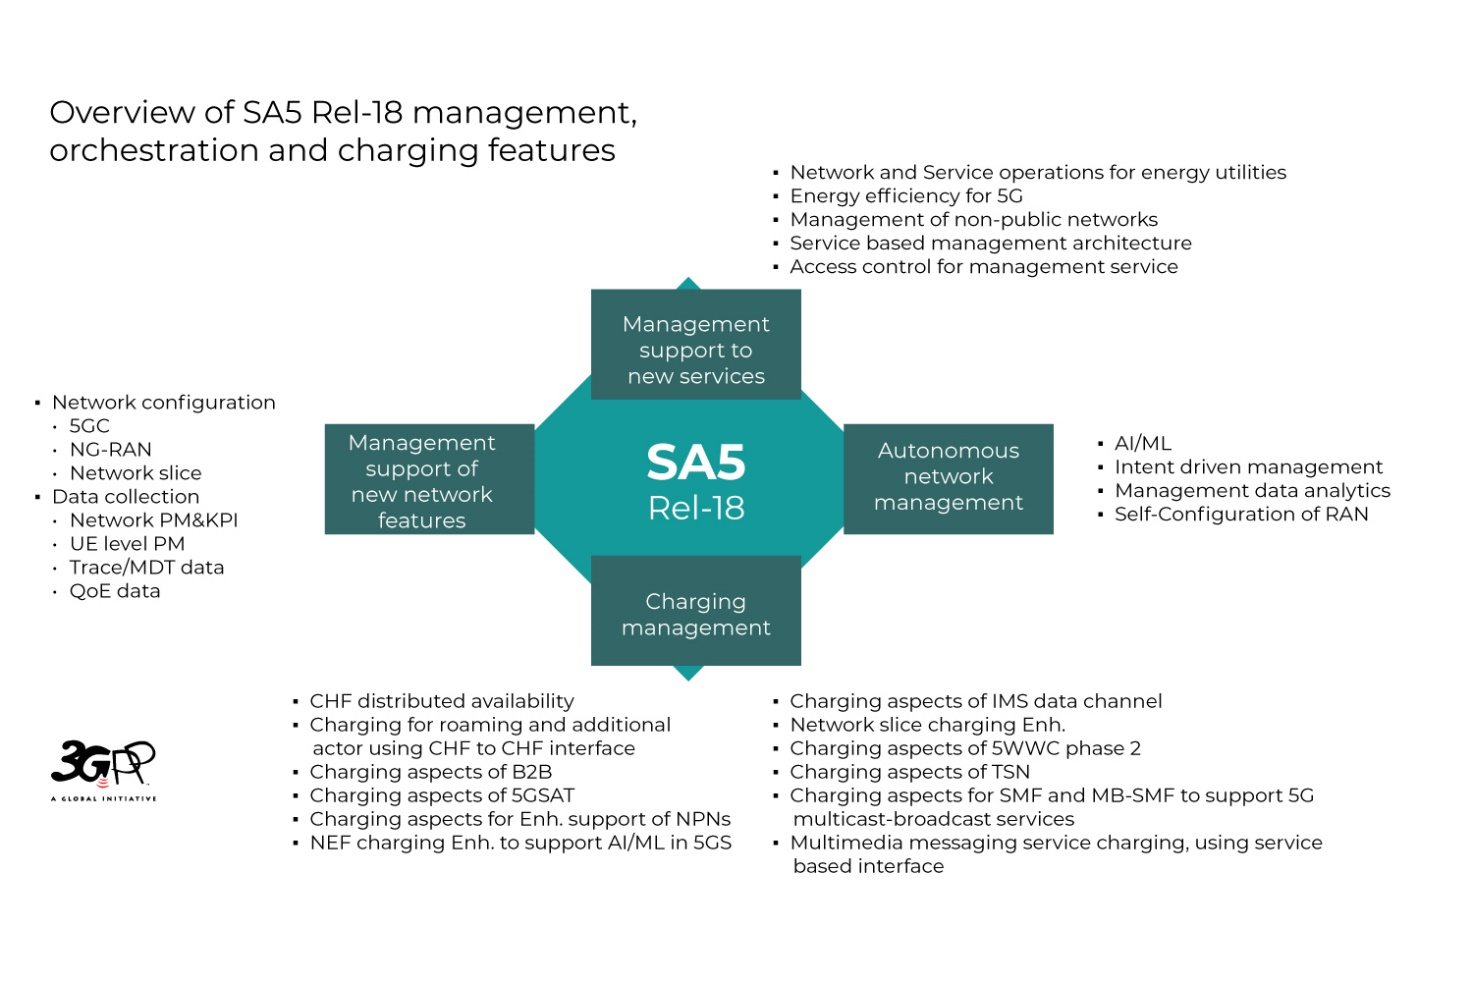 Overview of SA5 Rel-18 management,
orchestration and charging features
▪ Network and Service operations for energy utilities
▪ Energy efficiency for 5G
▪ Management of non-public networks
▪ Service based management architecture
▪ Access control for management service
Management
support to
new services
▪ Network configuration
• 5GC
• NG-RAN
• Network slice
▪ Data collection
• Network PM&KPI
• UE level PM
• Trace/MDT data
• QoE data
Management
support of
new network
features
SA5
Rel-18
Autonomous
network
management
▪ AI/ML
▪ Intent driven management
▪ Management data analytics
▪ Self-Configuration of RAN
Charging
management
▪ CHF distributed availability
▪ Charging for roaming and additional
actor using CHF to CHF interface
▪ Charging aspects of B2B
▪ Charging aspects of 5GSAT
▪ Charging aspects for Enh. support of NPNs
▪ NEF charging Enh. to support AI/ML in 5GS
▪ Charging aspects of IMS data channel
▪ Network slice charging Enh.
▪ Charging aspects of 5WWC phase 2
▪ Charging aspects of TSN
▪ Charging aspects for SMF and MB-SMF to support 5G
multicast-broadcast services
▪ Multimedia messaging service charging, using service
based interface
3GPP
A GLOBAL INITIATIVE